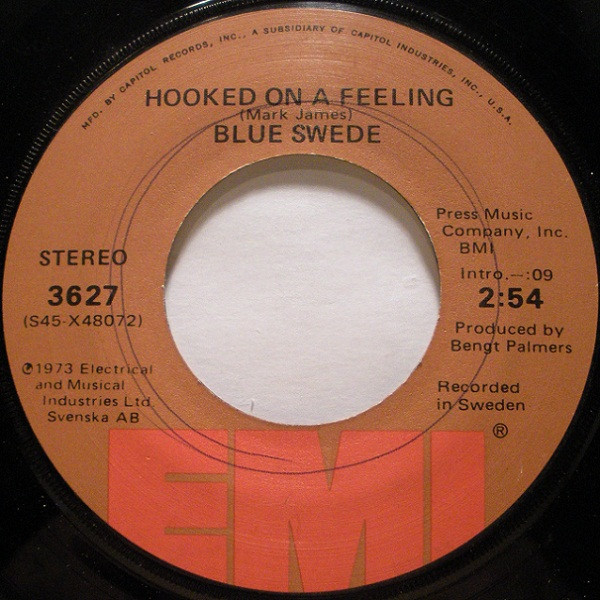 MFD. BY CAPITOL RECORDS, INC., A SUBSIDIARY OF CAPITOL INDUSTRIES, INC., U.S.A.
HOOKED ON A FEELING
(Mark James)
BLUE SWEDE
STEREO
3627
(S45-X48072)
℗1973 Electrical
and Musical
Industries Ltd
Svenska AB
Press Music
Company, Inc.
BMI
Intro.—:09
2:54
Produced by
Bengt Palmers
Recorded
in Sweden
EMI®